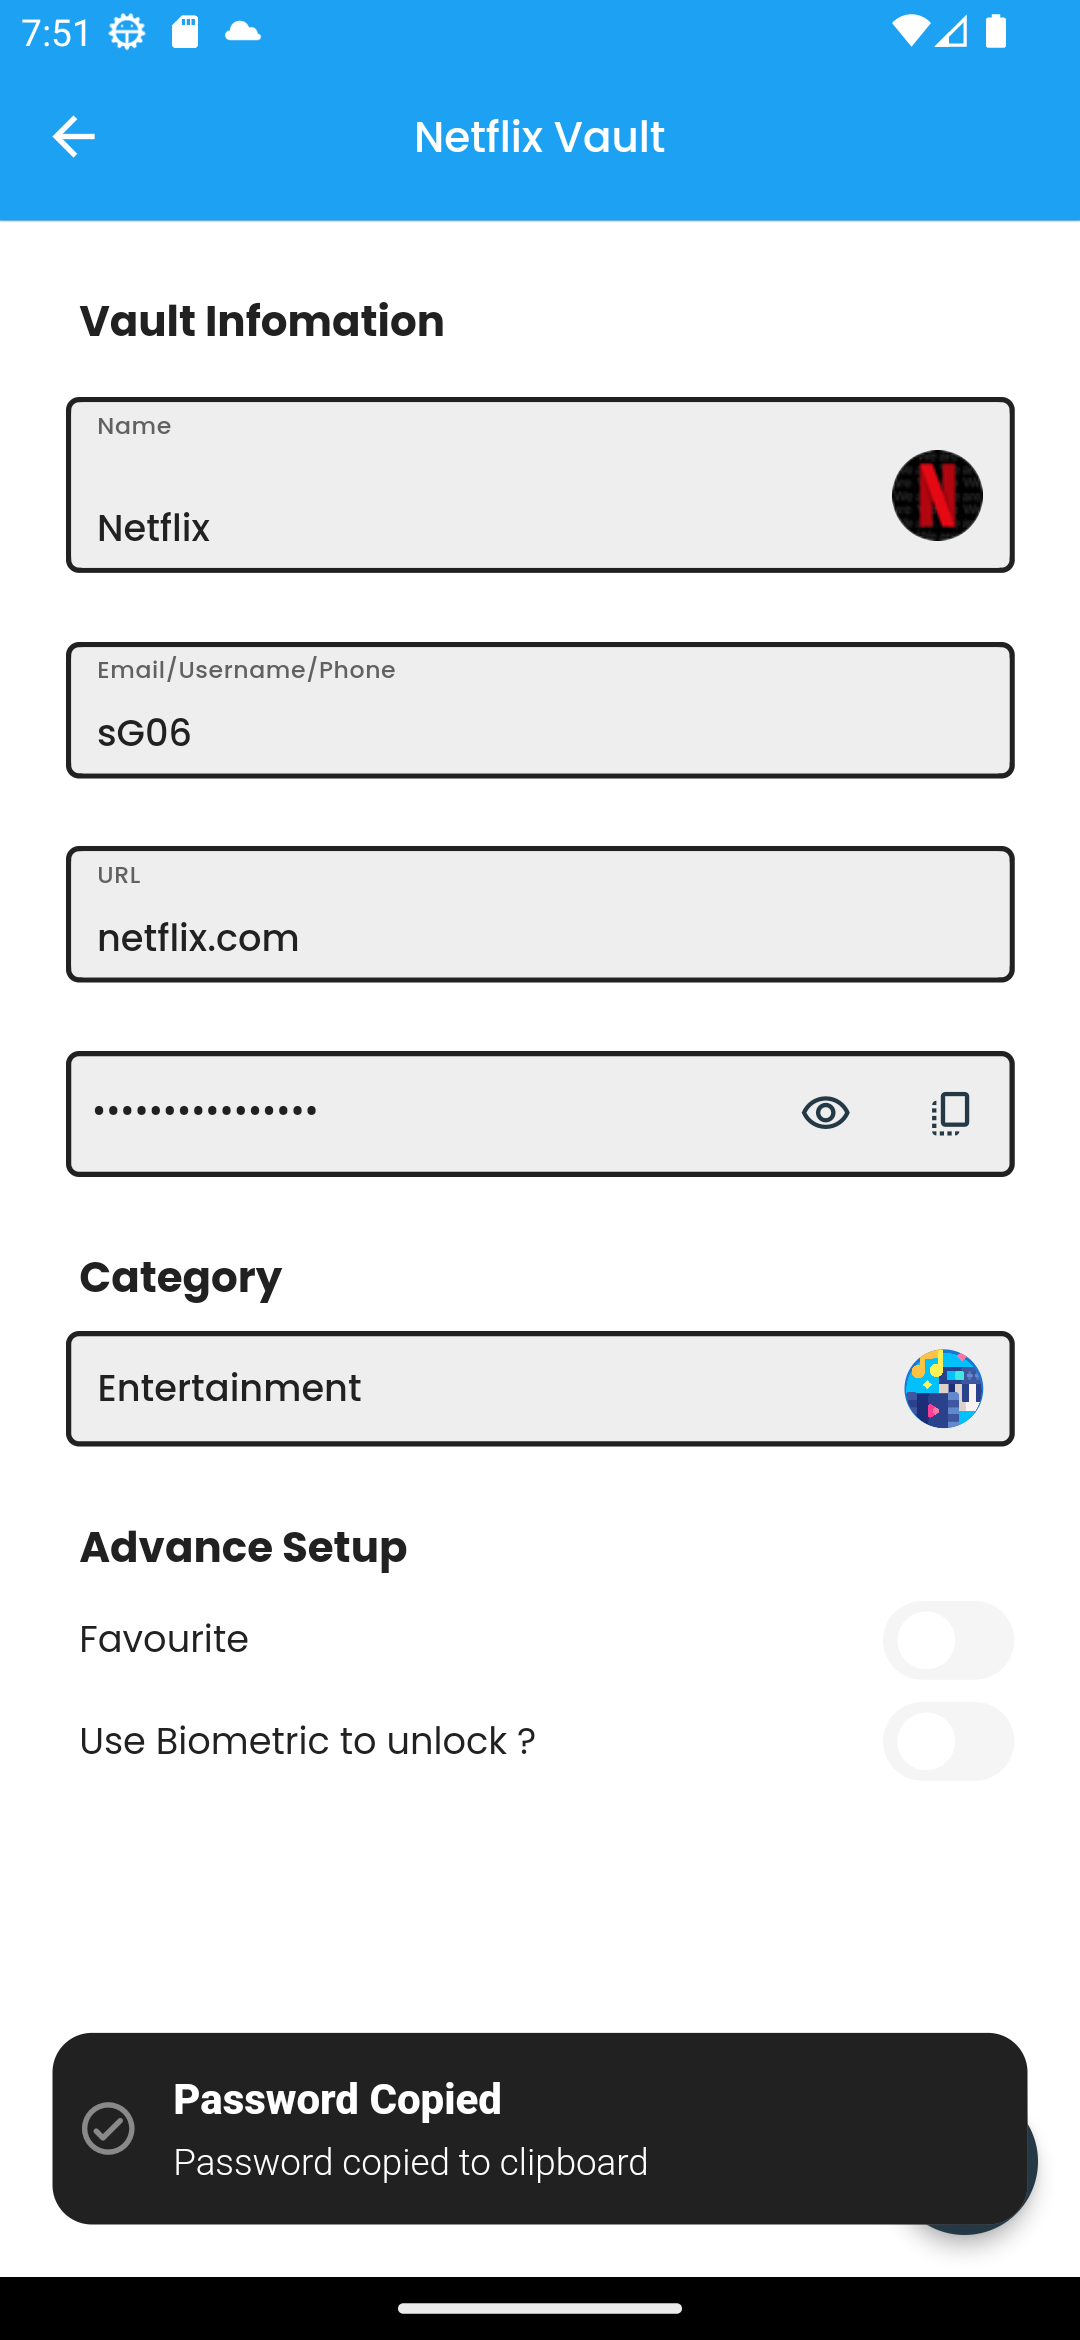 7:51
Netflix Vault
Vault Infomation
Name
Netflix
Email/Username/Phone
sG06
URL
netflix.com
••••••••••••••••
Category
Entertainment
Advance Setup
Favourite
Use Biometric to unlock ?
Password Copied
Password copied to clipboard